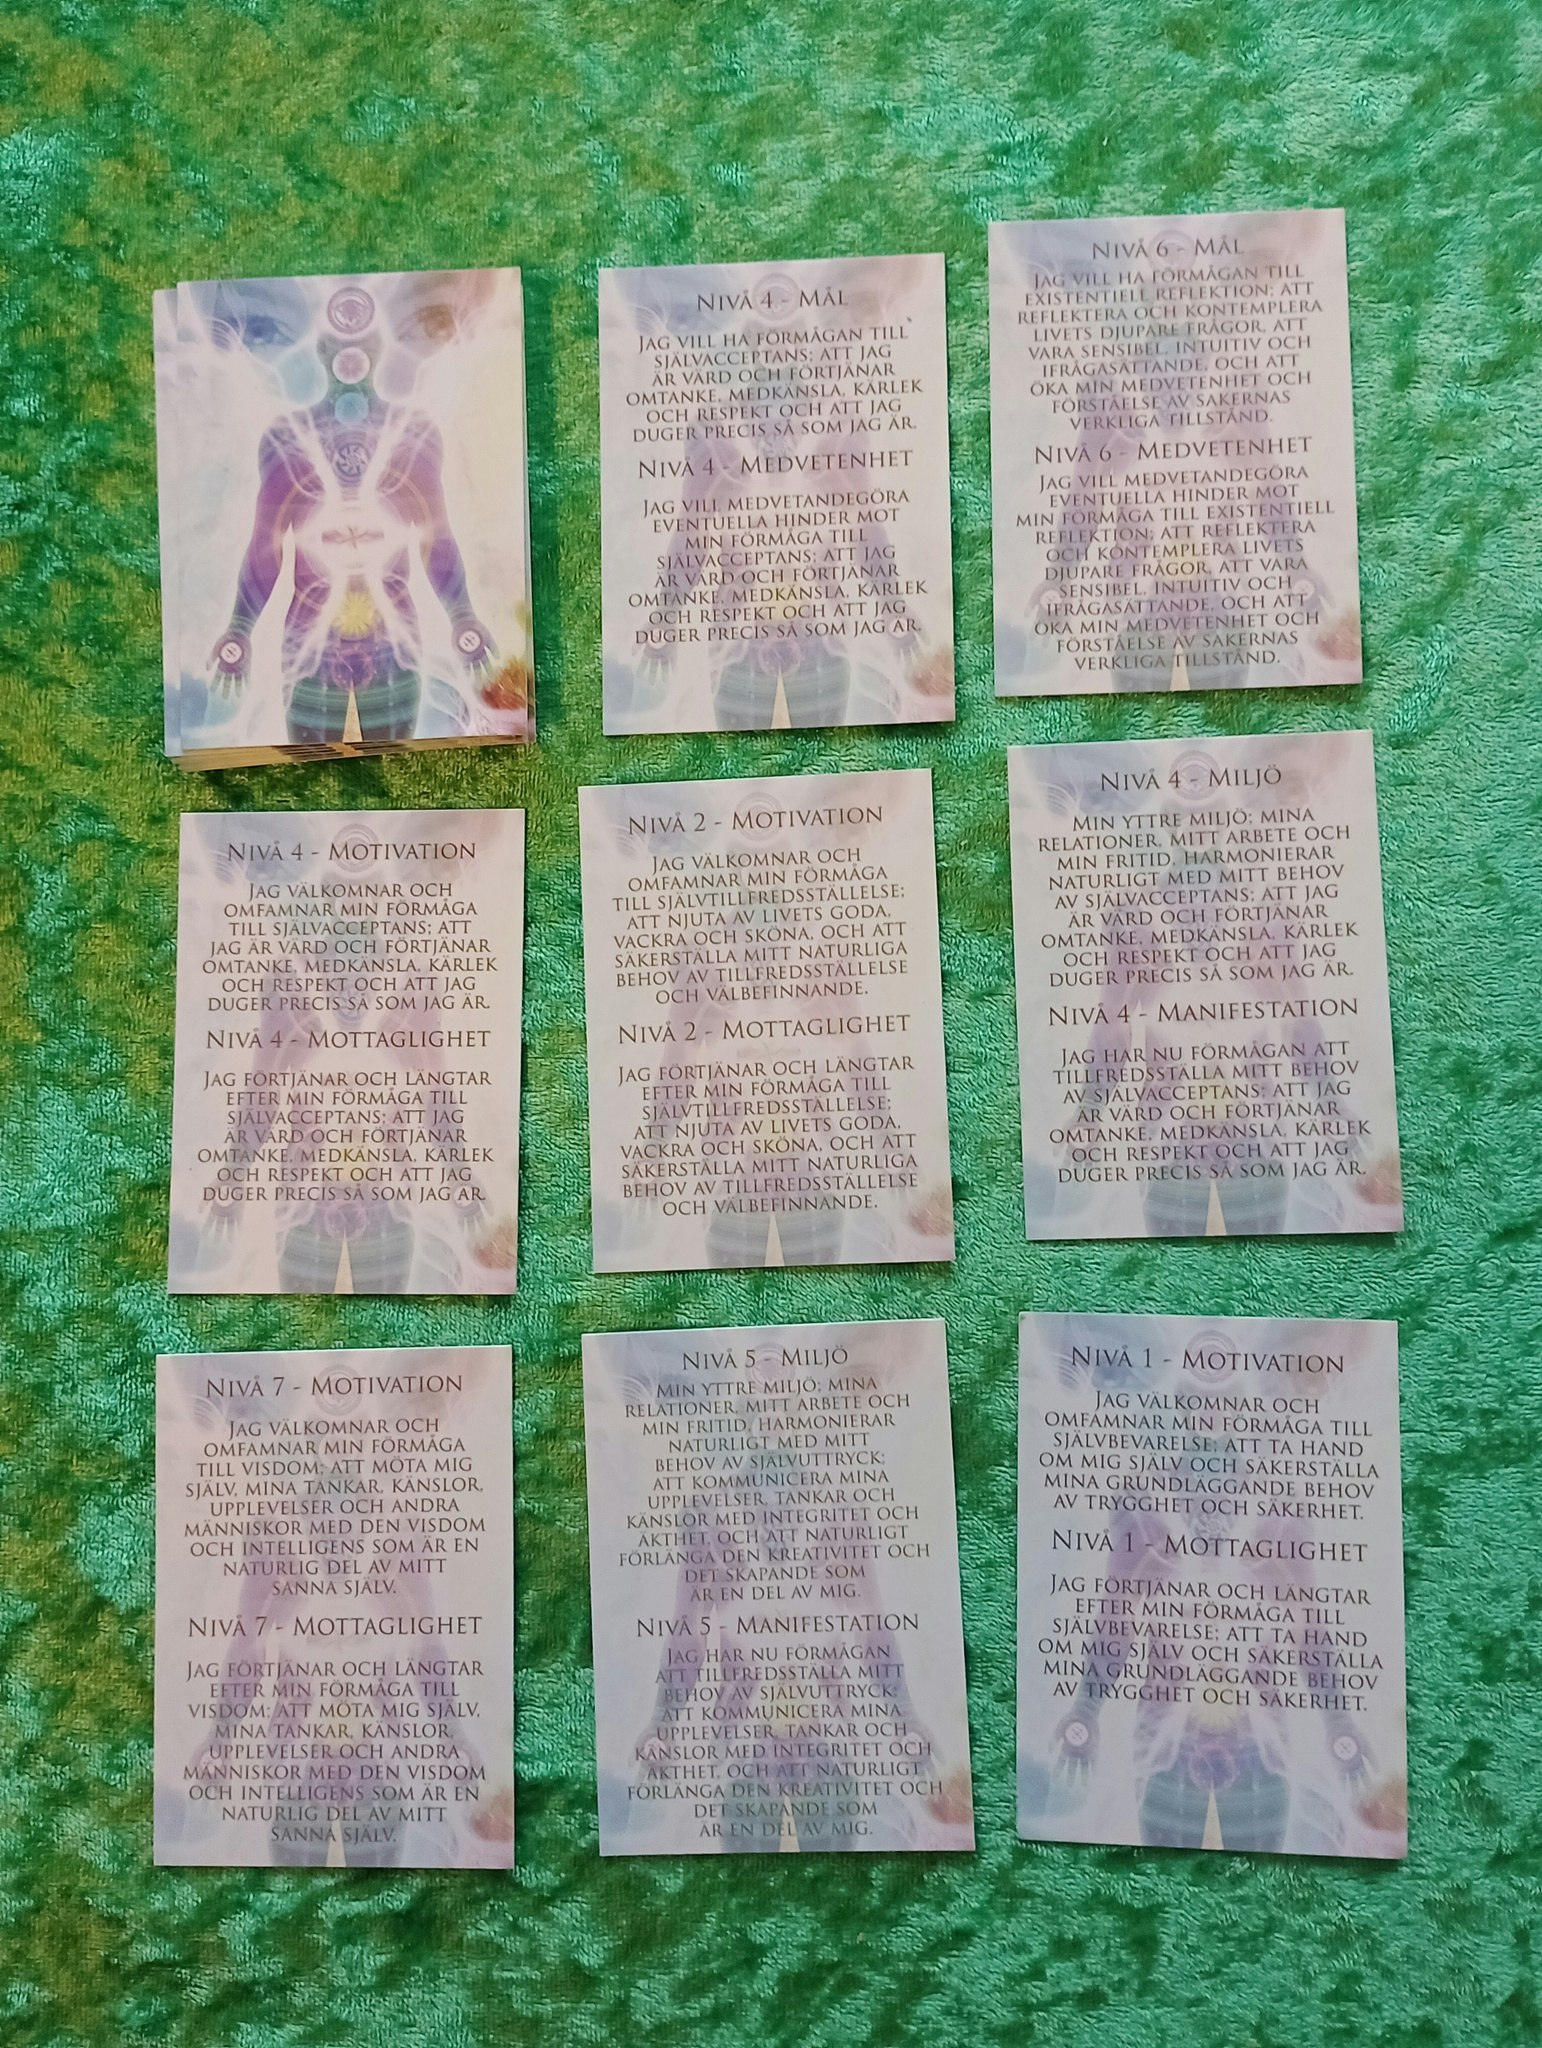 Nivå 4 - Mål
Jag vill ha förmågan till
självacceptans; att jag
är värd och förtjänar
omtanke, medkänsla, kärlek
och respekt och att jag
duger precis så som jag är.
Nivå 4 - Medvetenhet
Jag vill medvetandegöra
eventuella hinder mot
min förmåga till
självacceptans; att jag
är värd och förtjänar
omtanke, medkänsla, kärlek
och respekt och att jag
duger precis så som jag är.
Nivå 6 - Mål
Jag vill ha förmågan till
existentiell reflektion; att
reflektera och kontemplera
livets djupare frågor, att
vara sensibel, intuitiv och
ifrågasättande, och att
öka min medvetenhet och
förståelse av sakernas
verkliga tillstånd.
Nivå 6 - Medvetenhet
Jag vill medvetandegöra
eventuella hinder mot
min förmåga till existentiell
reflektion; att reflektera
och kontemplera livets
djupare frågor, att vara
sensibel, intuitiv och
ifrågasättande, och att
öka min medvetenhet och
förståelse av sakernas
verkliga tillstånd.
Nivå 4 - Motivation
Jag välkomnar och
omfamnar min förmåga
till självacceptans; att
jag är värd och förtjänar
omtanke, medkänsla, kärlek
och respekt och att jag
duger precis så som jag är.
Nivå 4 - Mottaglighet
Jag förtjänar och längtar
efter min förmåga till
självacceptans; att jag
är värd och förtjänar
omtanke, medkänsla, kärlek
och respekt och att jag
duger precis så som jag är.
Nivå 2 - Motivation
Jag välkomnar och
omfamnar min förmåga
till självtillfredsställelse;
att njuta av livets goda,
vackra och sköna, och att
säkerställa mitt naturliga
behov av tillfredsställelse
och välbefinnande.
Nivå 2 - Mottaglighet
Jag förtjänar och längtar
efter min förmåga till
självtillfredsställelse;
att njuta av livets goda,
vackra och sköna, och att
säkerställa mitt naturliga
behov av tillfredsställelse
och välbefinnande.
Nivå 4 - Miljö
Min yttre miljö; mina
relationer, mitt arbete och
min fritid, harmonierar
naturligt med mitt behov
av självacceptans; att jag
är värd och förtjänar
omtanke, medkänsla, kärlek
och respekt och att jag
duger precis så som jag är.
Nivå 4 - Manifestation
Jag har nu förmågan att
tillfredsställa mitt behov
av självacceptans; att jag
är värd och förtjänar
omtanke, medkänsla, kärlek
och respekt och att jag
duger precis så som jag är.
Nivå 7 - Motivation
Jag välkomnar och
omfamnar min förmåga
till visdom; att möta mig
själv, mina tankar, känslor,
upplevelser och andra
människor med den visdom
och intelligens som är en
naturlig del av mitt
sanna själv.
Nivå 7 - Mottaglighet
Jag förtjänar och längtar
efter min förmåga till
visdom; att möta mig själv,
mina tankar, känslor,
upplevelser och andra
människor med den visdom
och intelligens som är en
naturlig del av mitt
sanna själv.
Nivå 5 - Miljö
Min yttre miljö; mina
relationer, mitt arbete och
min fritid, harmonierar
naturligt med mitt
behov av självuttryck;
att kommunicera mina
upplevelser, tankar och
känslor med integritet och
äkthet, och att naturligt
förlänga den kreativitet och
det skapande som
är en del av mig.
Nivå 5 - Manifestation
Jag har nu förmågan
att tillfredsställa mitt
behov av självuttryck;
att kommunicera mina
upplevelser, tankar och
känslor med integritet och
äkthet, och att naturligt
förlänga den kreativitet och
det skapande som
är en del av mig.
Nivå 1 - Motivation
Jag välkomnar och
omfamnar min förmåga till
självbevarelse; att ta hand
om mig själv och säkerställa
mina grundläggande behov
av trygghet och säkerhet.
Nivå 1 - Mottaglighet
Jag förtjänar och längtar
efter min förmåga till
självbevarelse; att ta hand
om mig själv och säkerställa
mina grundläggande behov
av trygghet och säkerhet.